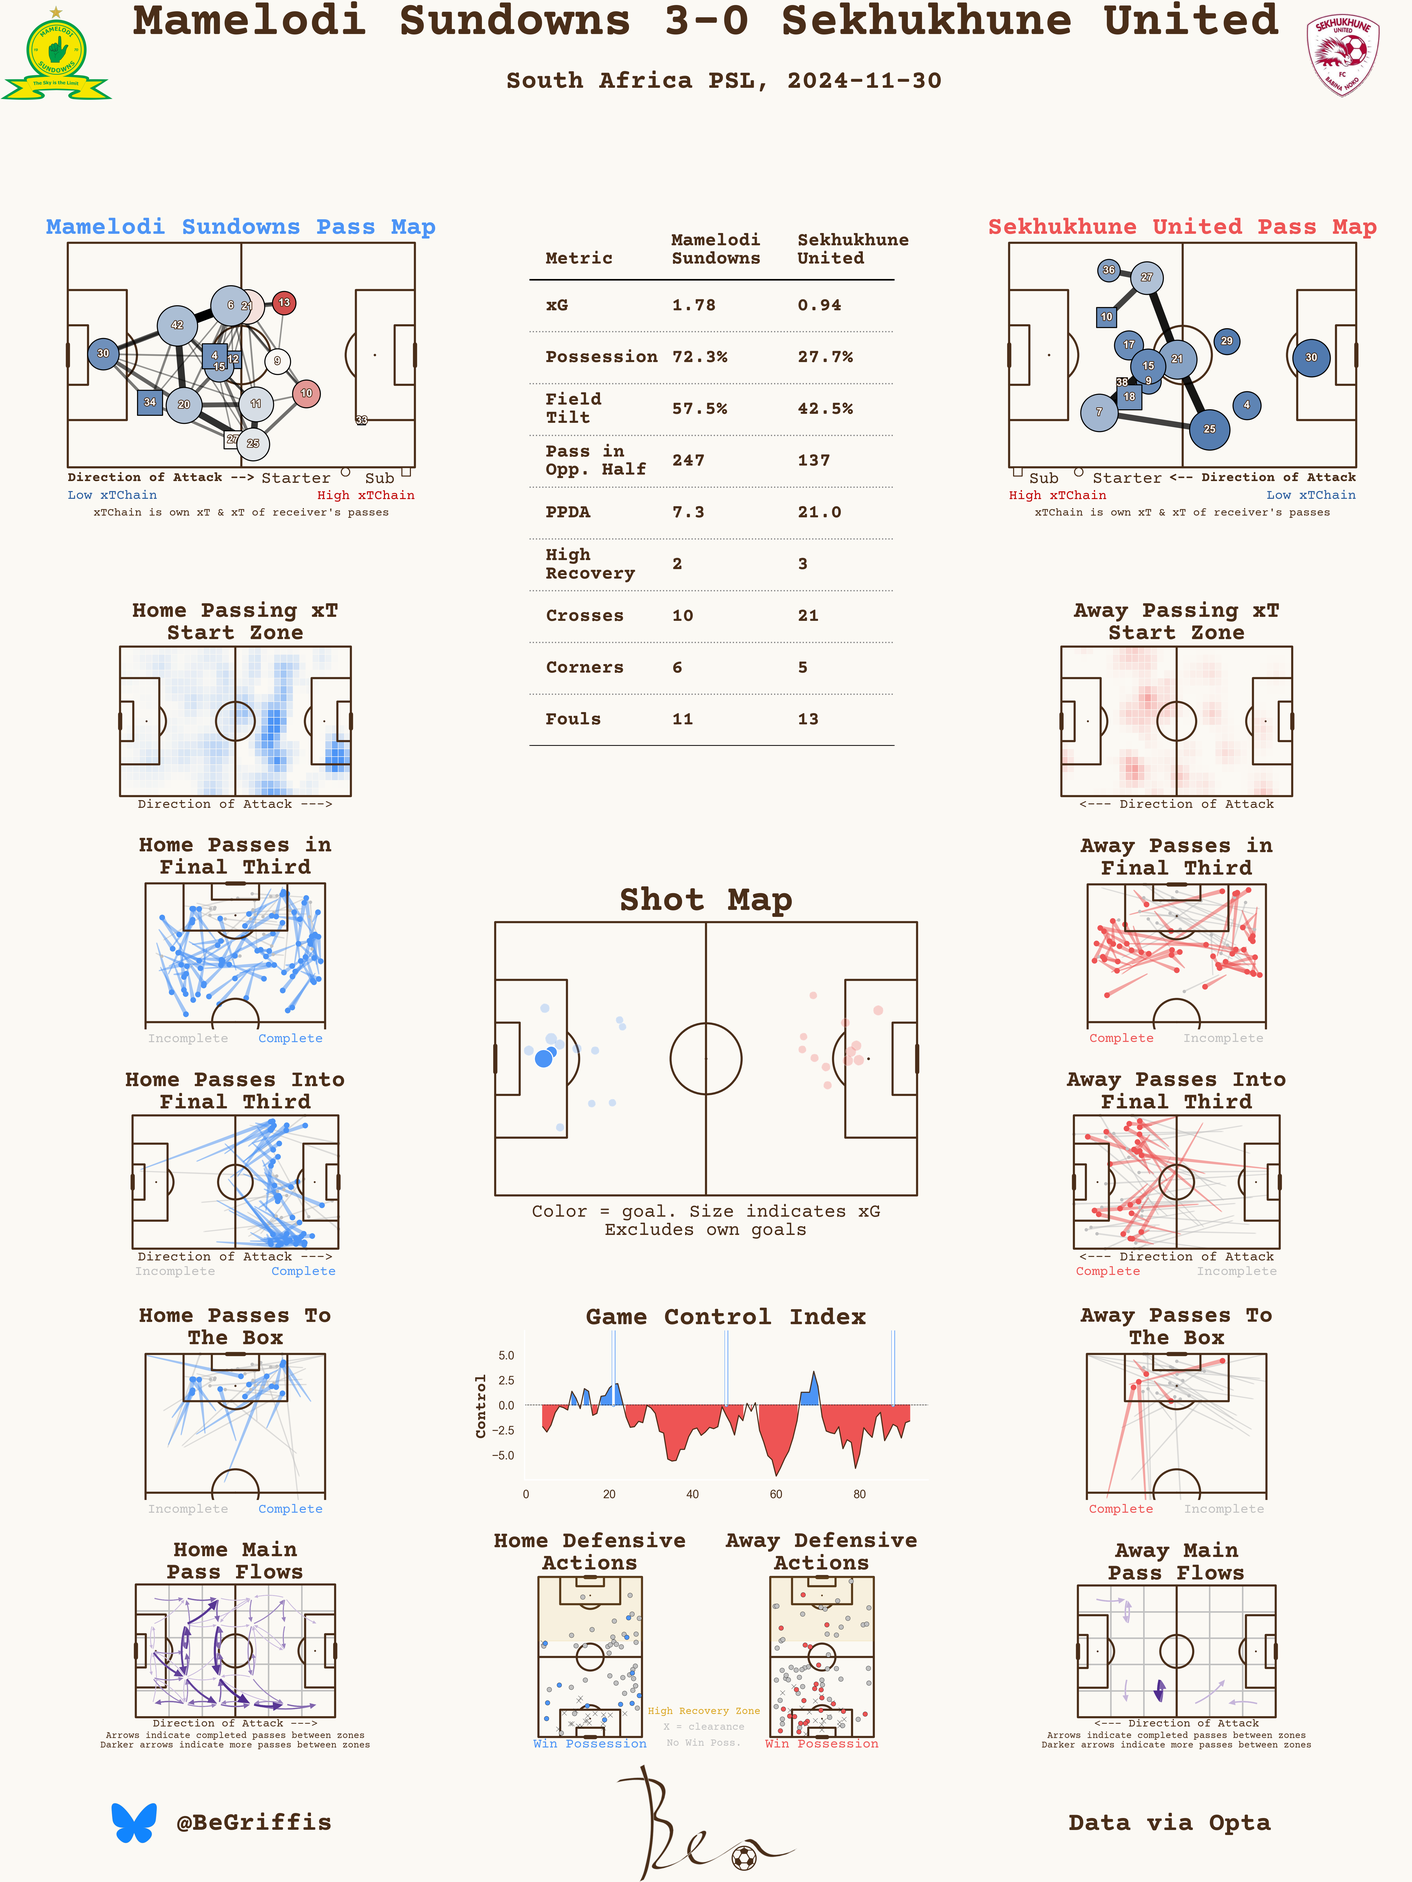 Mamelodi Sundowns 3-0 Sekhukhune United
South Africa PSL, 2024-11-30
MAMELODI
SUNDOWNS
The Sky is the Limit
SEKHUKHUNE
UNITED
FC
BABINA NOKO
Mamelodi Sundowns Pass Map
30
42
6
21
13
4
12
15
9
34
20
11
10
27
25
33
Direction of Attack --> Starter Sub
Low xTChain High xTChain
xTChain is own xT & xT of receiver's passes
Metric Mamelodi Sundowns Sekhukhune United
xG 1.78 0.94
Possession 72.3% 27.7%
Field Tilt 57.5% 42.5%
Pass in Opp. Half 247 137
PPDA 7.3 21.0
High Recovery 2 3
Crosses 10 21
Corners 6 5
Fouls 11 13
Sekhukhune United Pass Map
36
27
10
17
29
15
21
30
38
9
18
7
4
25
Sub Starter <-- Direction of Attack
High xTChain Low xTChain
xTChain is own xT & xT of receiver's passes
Home Passing xT
Start Zone
Direction of Attack --->
Away Passing xT
Start Zone
<--- Direction of Attack
Home Passes in
Final Third
Incomplete Complete
Away Passes in
Final Third
Complete Incomplete
Shot Map
Color = goal. Size indicates xG
Excludes own goals
Home Passes Into
Final Third
Direction of Attack --->
Incomplete Complete
Away Passes Into
Final Third
<--- Direction of Attack
Complete Incomplete
Home Passes To
The Box
Incomplete Complete
Game Control Index
Control
5.0
2.5
0.0
−2.5
−5.0
0 20 40 60 80
Away Passes To
The Box
Complete Incomplete
Home Main
Pass Flows
Direction of Attack --->
Arrows indicate completed passes between zones
Darker arrows indicate more passes between zones
Home Defensive
Actions
Win Possession
High Recovery Zone
X = clearance
No Win Poss.
Away Defensive
Actions
Win Possession
Away Main
Pass Flows
<--- Direction of Attack
Arrows indicate completed passes between zones
Darker arrows indicate more passes between zones
@BeGriffis
Ben
Data via Opta